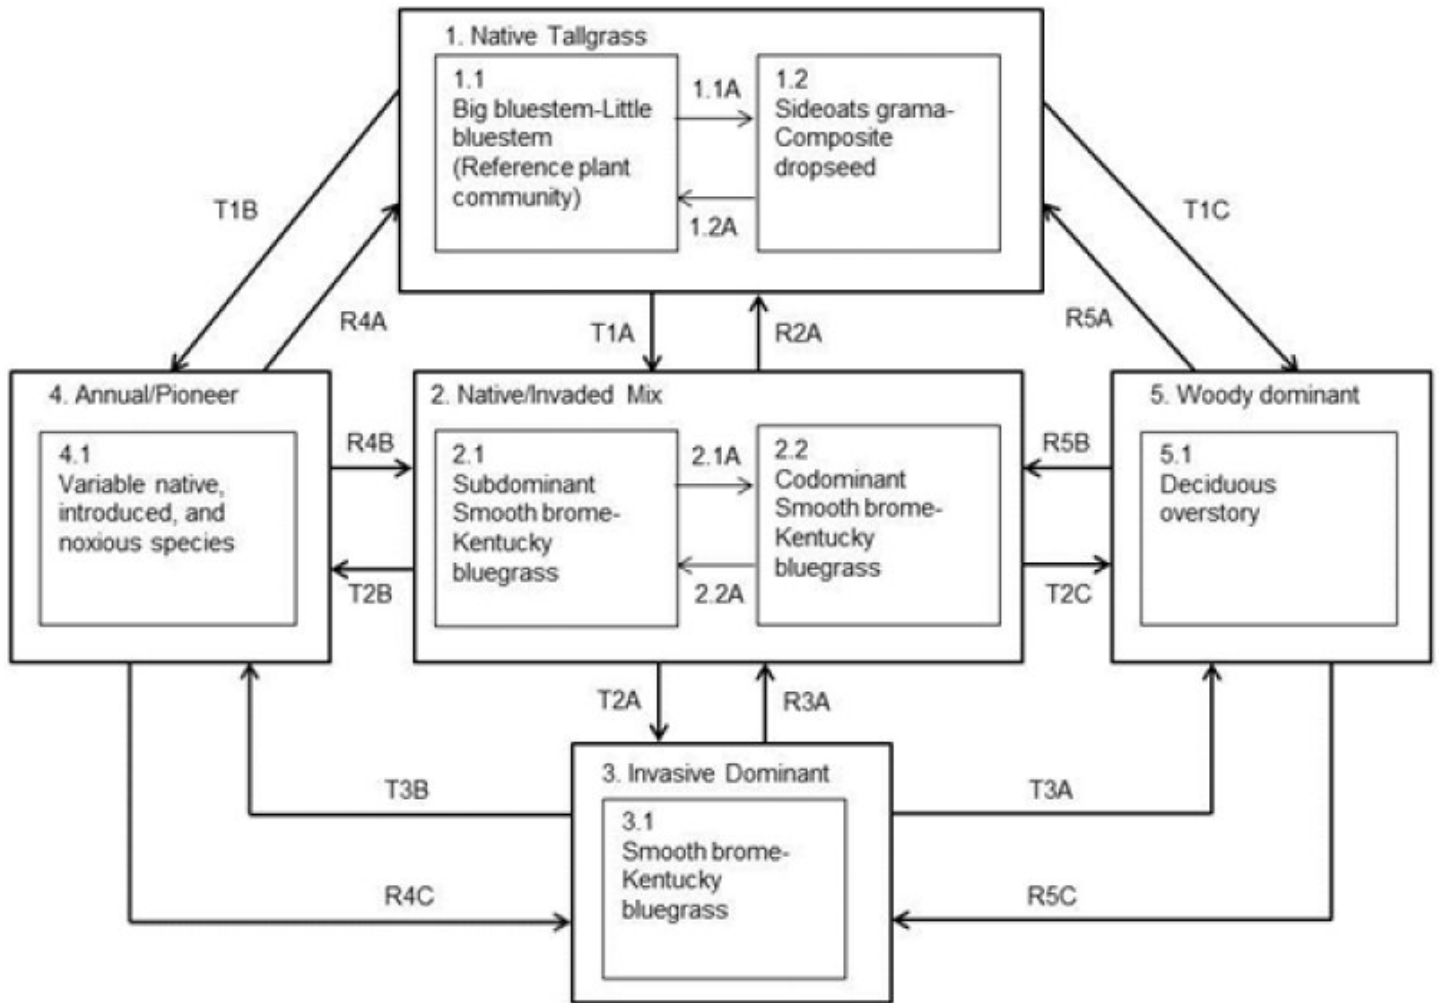 1. Native Tallgrass
1.1
Big bluestem-Little
bluestem
(Reference plant
community)
1.1A
1.2A
1.2
Sideoats grama-
Composite
dropseed
T1B
R4A
T1A
R2A
R5A
T1C
4. Annual/Pioneer
4.1
Variable native,
introduced, and
noxious species
R4B
T2B
2. Native/Invaded Mix
2.1
Subdominant
Smooth brome-
Kentucky
bluegrass
2.1A
2.2A
2.2
Codominant
Smooth brome-
Kentucky
bluegrass
R5B
T2C
5. Woody dominant
5.1
Deciduous
overstory
T2A
R3A
T3B
R4C
3. Invasive Dominant
3.1
Smooth brome-
Kentucky
bluegrass
T3A
R5C